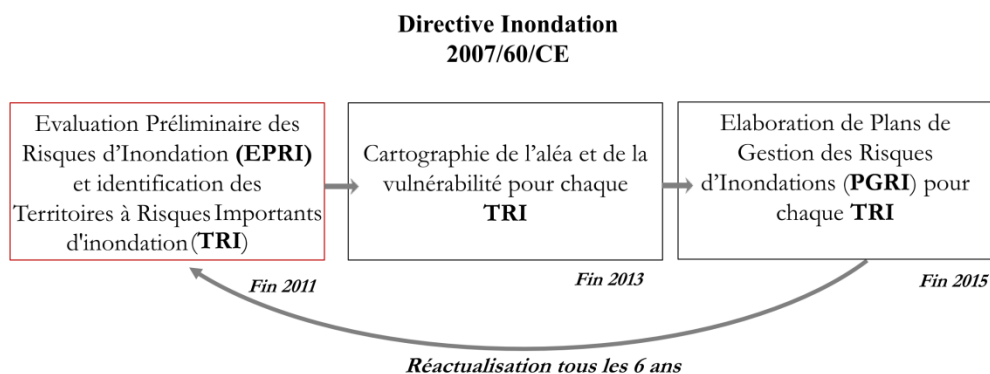 Directive Inondation
2007/60/CE
Evaluation Préliminaire des
Risques d'Inondation (EPRI)
et identification des
Territoires à Risques Importants
d'inondation (TRI)
Fin 2011
Cartographie de l'aléa et de la
vulnérabilité pour chaque
TRI
Fin 2013
Elaboration de Plans de
Gestion des Risques
d'Inondations (PGRI) pour
chaque TRI
Fin 2015
Réactualisation tous les 6 ans